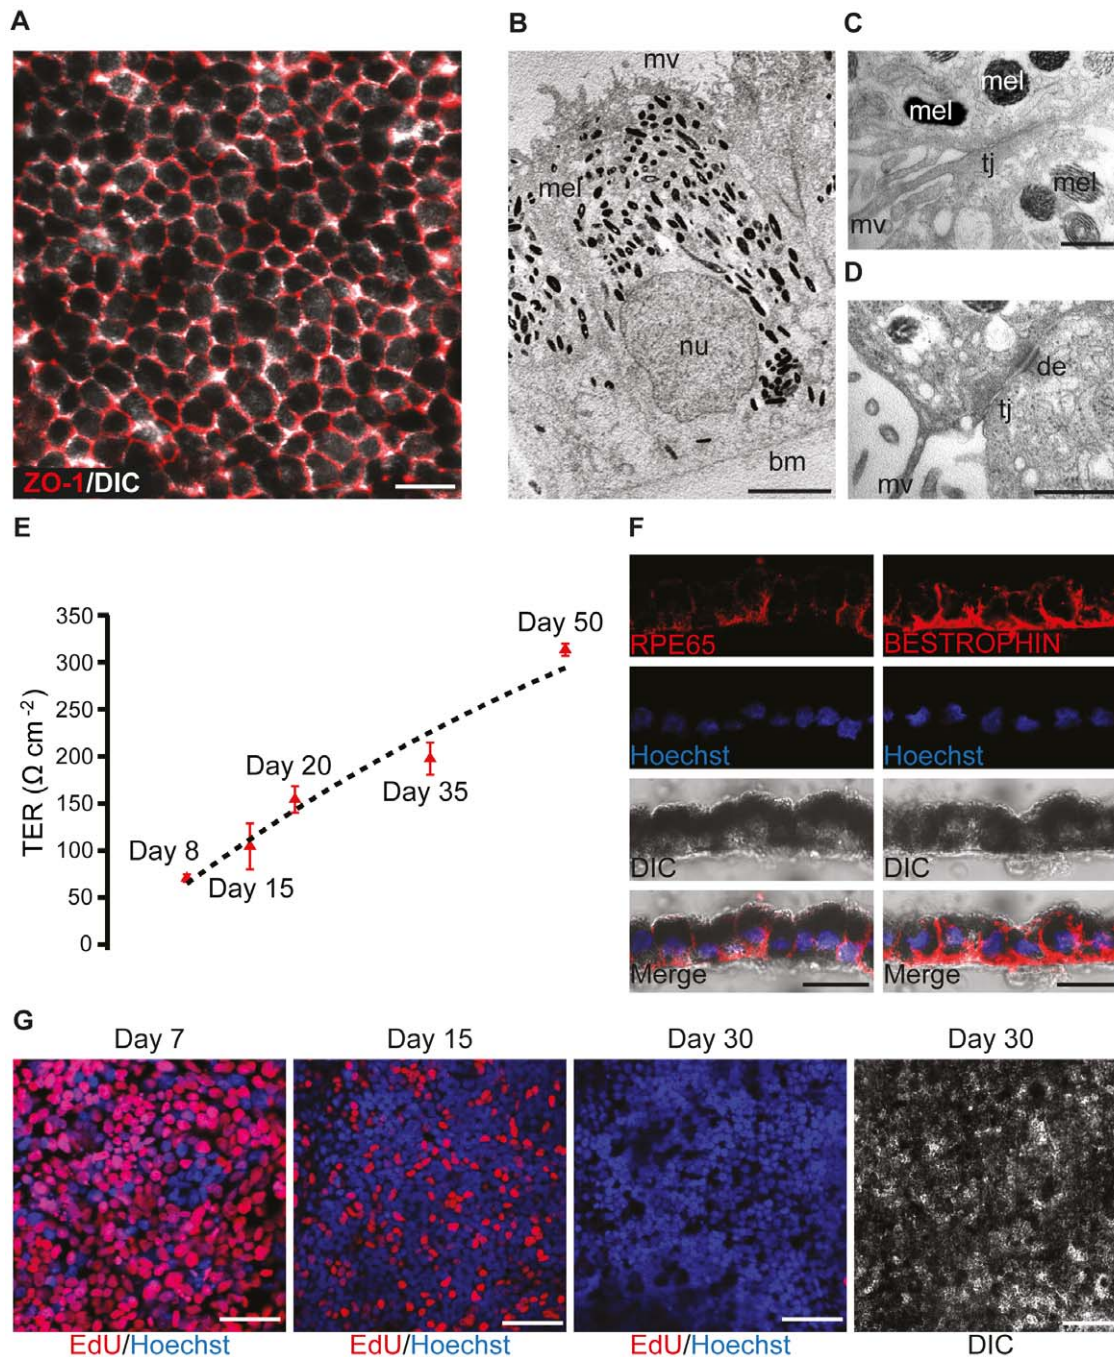 A
ZO-1/DIC
B
mv
mel
nu
bm
C
mel
mel
tj
mel
mv
D
de
tj
mv
E
TER (Ω cm⁻²)
350
300
250
200
150
100
50
0
Day 8
Day 15
Day 20
Day 35
Day 50
F
RPE65
BESTROPHIN
Hoechst
Hoechst
DIC
DIC
Merge
Merge
G
Day 7
Day 15
Day 30
Day 30
EdU/Hoechst
EdU/Hoechst
EdU/Hoechst
DIC